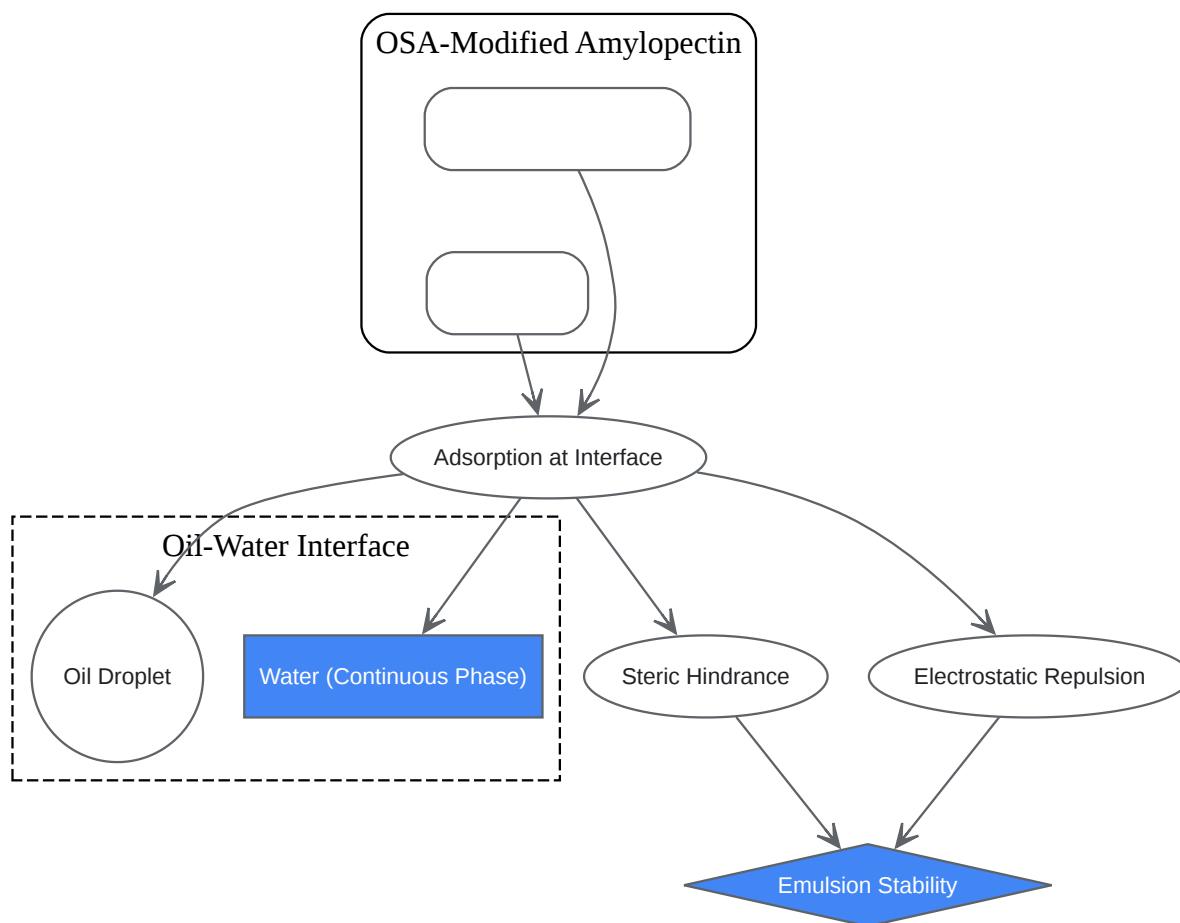 OSA-Modified Amylopectin
Adsorption at Interface
Oil-Water Interface
Oil Droplet
Water (Continuous Phase)
Steric Hindrance
Electrostatic Repulsion
Emulsion Stability